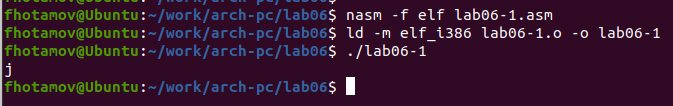 fhotamov@Ubuntu:~/work/arch-pc/lab06$ nasm -f elf lab06-1.asm
fhotamov@Ubuntu:~/work/arch-pc/lab06$ ld -m elf_i386 lab06-1.o -o lab06-1
fhotamov@Ubuntu:~/work/arch-pc/lab06$ ./lab06-1
j
fhotamov@Ubuntu:~/work/arch-pc/lab06$